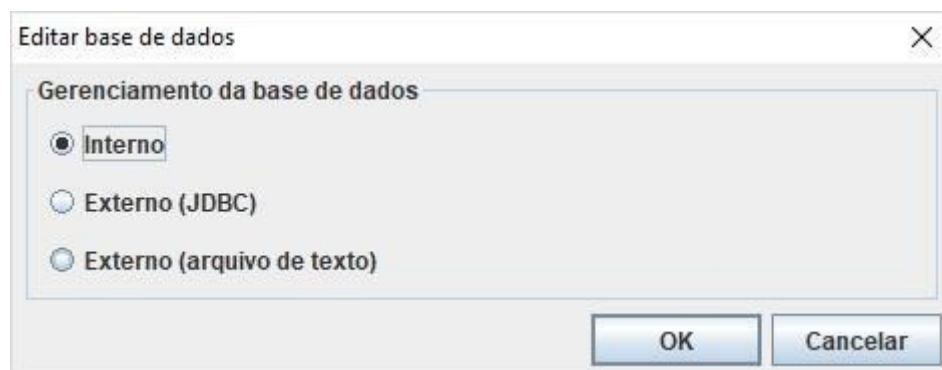 Editar base de dados
Gerenciamento da base de dados
Interno
Externo (JDBC)
Externo (arquivo de texto)
OK Cancelar